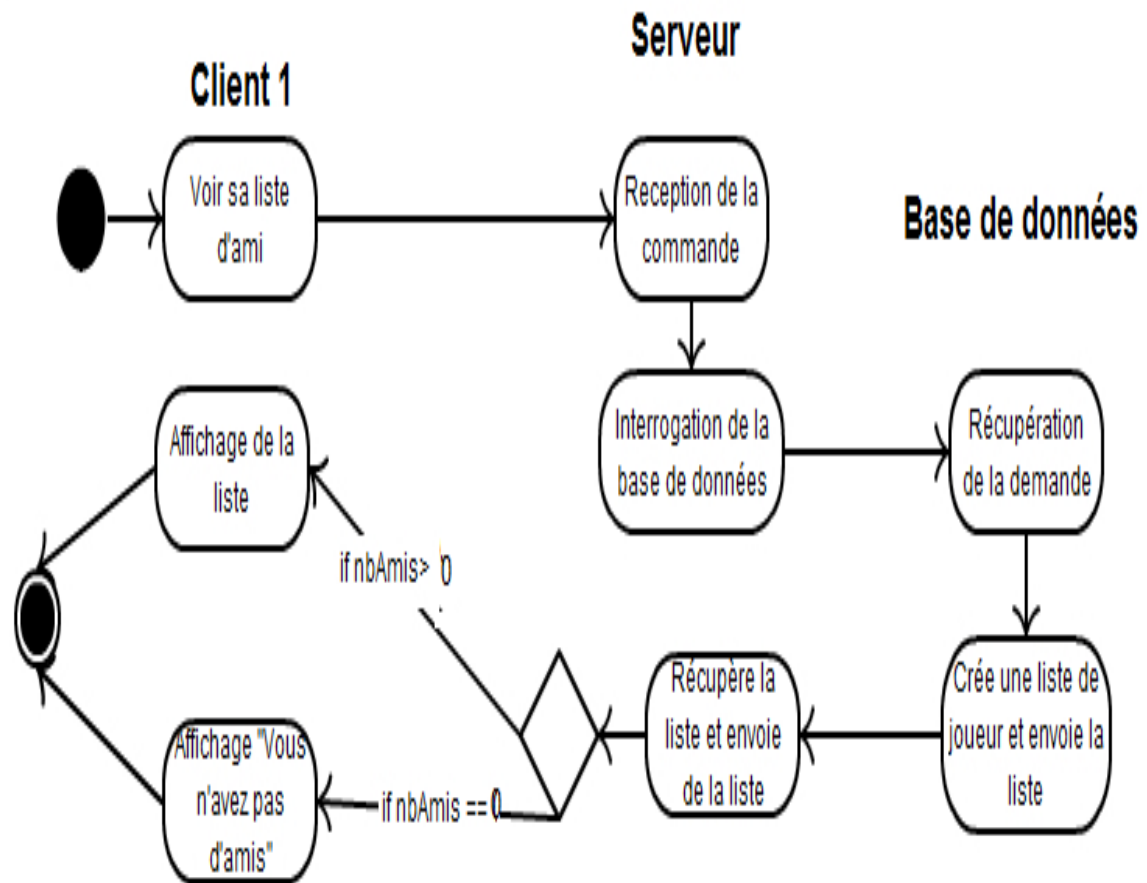 Serveur
Client 1
Voir sa liste
d'ami
Reception de la
commande
Base de données
Interrogation de la
base de données
Récupération
de la demande
Affichage de la
liste
if nbAmis> 0
Crée une liste de
joueur et envoie la
liste
Récupère la
liste et envoie
de la liste
if nbAmis == 0
Affichage "Vous
n'avez pas
d'amis"